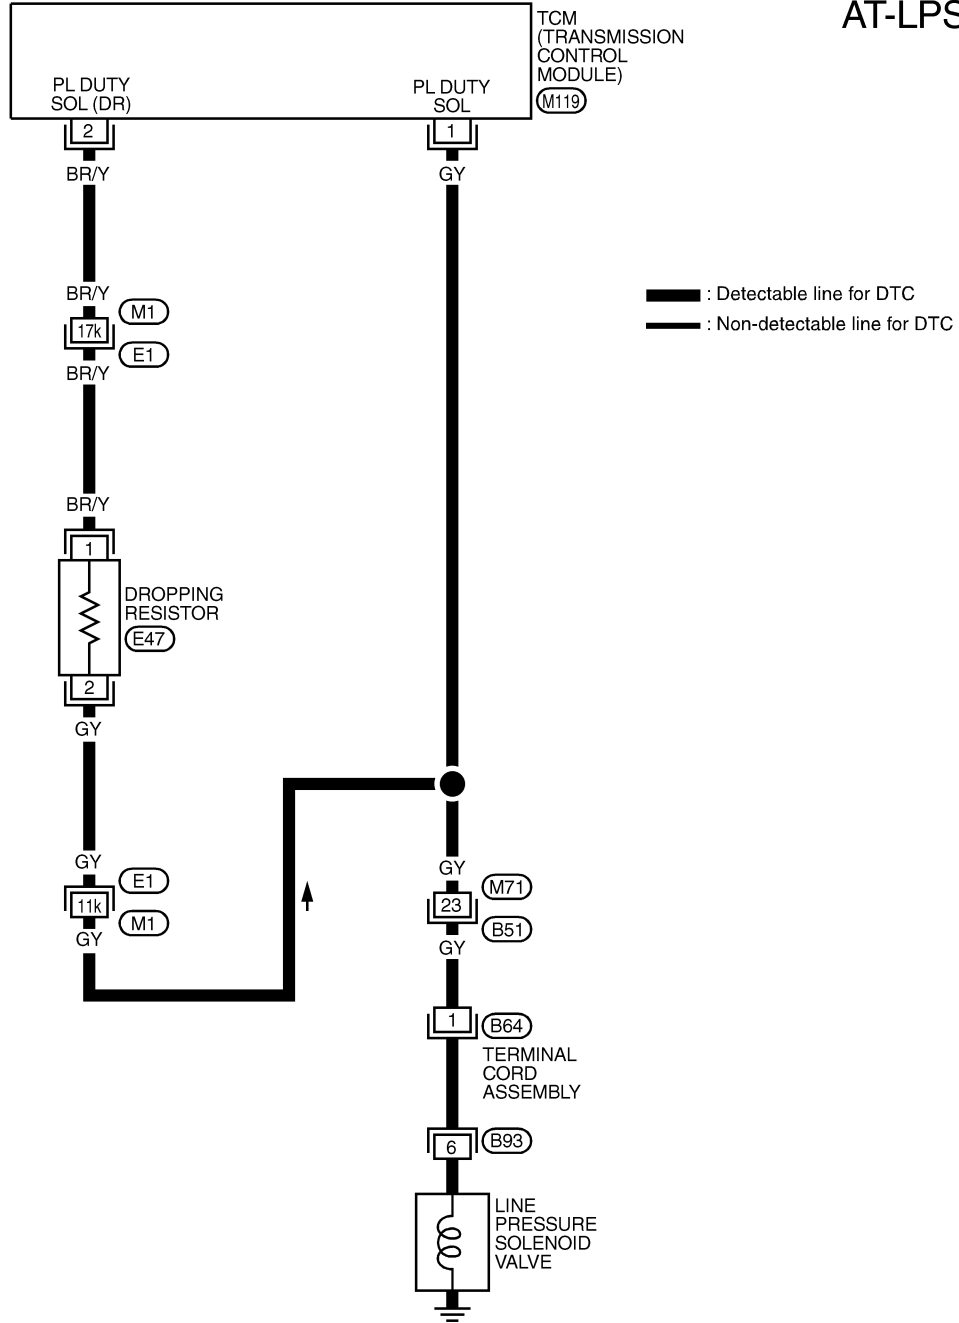 AT-LPS
TCM
(TRANSMISSION
CONTROL
MODULE)
M119
PL DUTY
SOL (DR)
PL DUTY
SOL
2
1
BR/Y
GY
BR/Y
M1
17k
E1
BR/Y
: Detectable line for DTC
: Non-detectable line for DTC
BR/Y
1
DROPPING
RESISTOR
E47
2
GY
GY
E1
11k
M1
GY
GY
M71
23
B51
GY
1
B64
TERMINAL
CORD
ASSEMBLY
B93
6
LINE
PRESSURE
SOLENOID
VALVE